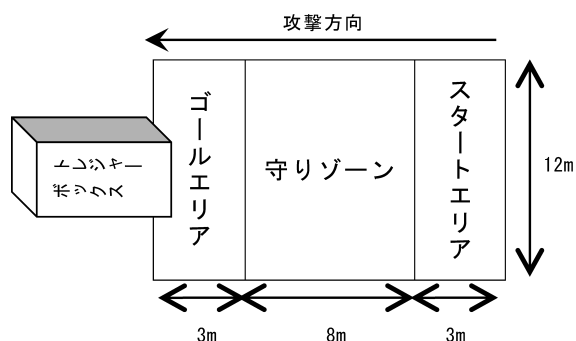 攻撃方向
ゴールエリア
守りゾーン
スタートエリア
トレジャー
ボックス
12m
3m
8m
3m